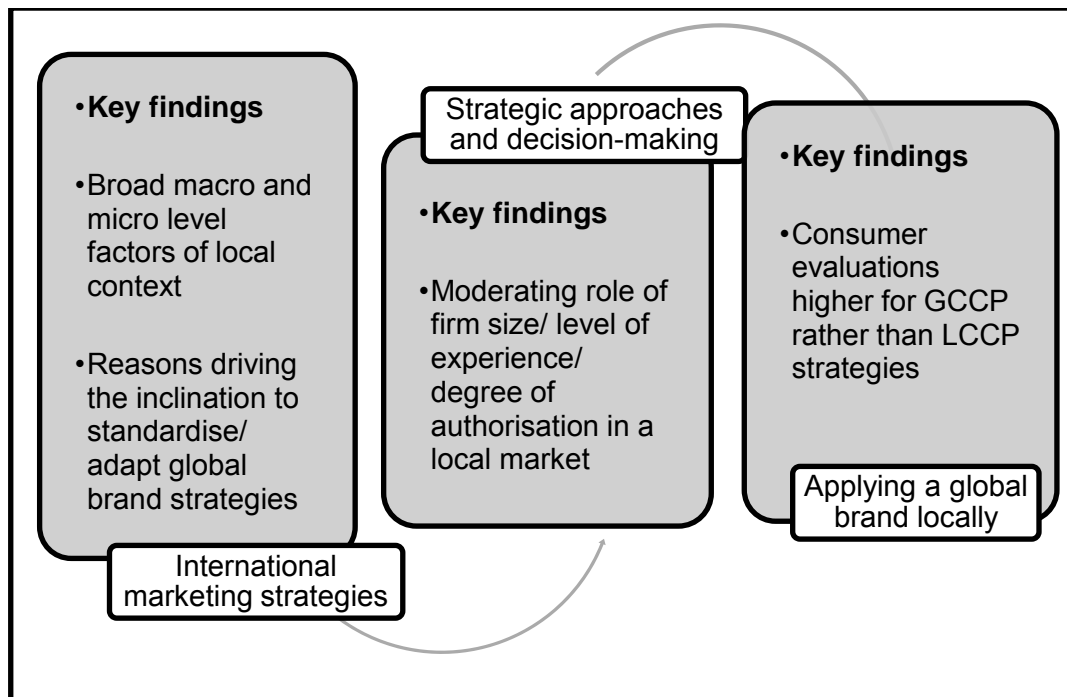 •Key findings
•Broad macro and
micro level
factors of local
context
•Reasons driving
the inclination to
standardise/
adapt global
brand strategies
International
marketing strategies
Strategic approaches
and decision-making
•Key findings
•Moderating role of
firm size/ level of
experience/
degree of
authorisation in a
local market
•Key findings
•Consumer
evaluations
higher for GCCP
rather than LCCP
strategies
Applying a global
brand locally